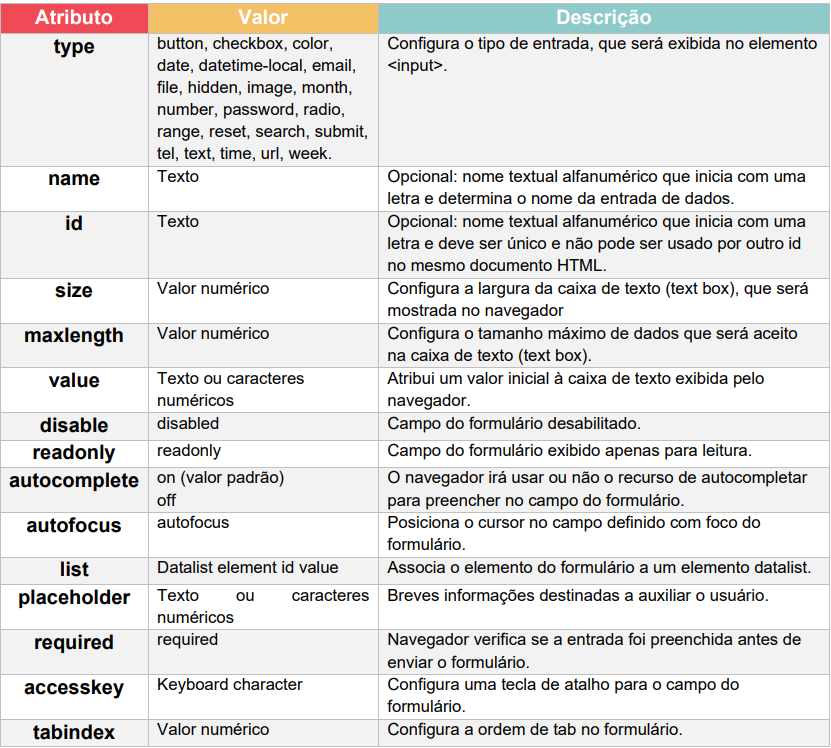 Atributo Valor Descrição
type button, checkbox, color, Configura o tipo de entrada, que será exibida no elemento
date, datetime-local, email, <input>.
file, hidden, image, month,
number, password, radio,
range, reset, search, submit,
tel, text, time, url, week.
name Texto Opcional: nome textual alfanumérico que inicia com uma
letra e determina o nome da entrada de dados.
id Texto Opcional: nome textual alfanumérico que inicia com uma
letra e deve ser único e não pode ser usado por outro id
no mesmo documento HTML.
size Valor numérico Configura a largura da caixa de texto (text box), que será
mostrada no navegador
maxlength Valor numérico Configura o tamanho máximo de dados que será aceito
na caixa de texto (text box).
value Texto ou caracteres Atribui um valor inicial à caixa de texto exibida pelo
numéricos navegador.
disable disabled Campo do formulário desabilitado.
readonly readonly Campo do formulário exibido apenas para leitura.
autocomplete on (valor padrão) O navegador irá usar ou não o recurso de autocompletar
off para preencher no campo do formulário.
autofocus autofocus Posiciona o cursor no campo definido com foco do
formulário.
list Datalist element id value Associa o elemento do formulário a um elemento datalist.
placeholder Texto ou caracteres Breves informações destinadas a auxiliar o usuário.
numéricos
required required Navegador verifica se a entrada foi preenchida antes de
enviar o formulário.
accesskey Keyboard character Configura uma tecla de atalho para o campo do
formulário.
tabindex Valor numérico Configura a ordem de tab no formulário.